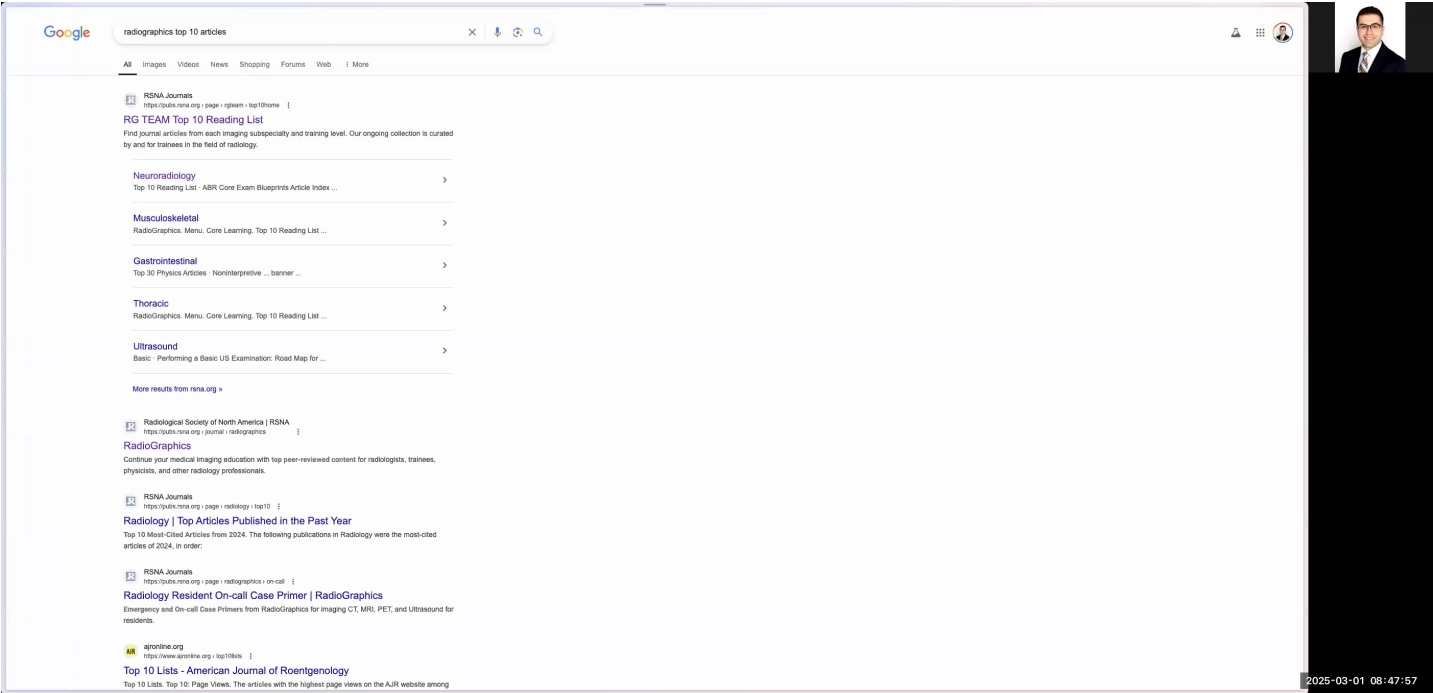 Google
radiographics top 10 articles
All Images Videos News Shopping Forums Web More
RSNA Journals
https://pubs.rsna.org › page › rgteam › top10home
RG TEAM Top 10 Reading List
Find journal articles from each imaging subspecialty and training level. Our ongoing collection is curated
by and for trainees in the field of radiology.
Neuroradiology
Top 10 Reading List · ABR Core Exam Blueprints Article Index ...
Musculoskeletal
RadioGraphics. Menu. Core Learning. Top 10 Reading List ...
Gastrointestinal
Top 30 Physics Articles · Noninterpretive ... banner ...
Thoracic
RadioGraphics. Menu. Core Learning. Top 10 Reading List ...
Ultrasound
Basic · Performing a Basic US Examination: Road Map for ...
More results from rsna.org »
Radiological Society of North America | RSNA
https://pubs.rsna.org › journal › radiographics
RadioGraphics
Continue your medical imaging education with top peer-reviewed content for radiologists, trainees,
physicists, and other radiology professionals.
RSNA Journals
https://pubs.rsna.org › page › radiology › top10
Radiology | Top Articles Published in the Past Year
Top 10 Most-Cited Articles from 2024. The following publications in Radiology were the most-cited
articles of 2024, in order:
RSNA Journals
https://pubs.rsna.org › page › radiographics › on-call
Radiology Resident On-call Case Primer | RadioGraphics
Emergency and On-call Case Primers from RadioGraphics for imaging CT, MRI, PET, and Ultrasound for
residents.
AJR
ajronline.org
https://www.ajronline.org › top10lists
Top 10 Lists - American Journal of Roentgenology
Top 10 Lists. Top 10: Page Views. The articles with the highest page views on the AJR website among
2025-03-01 08:47:57